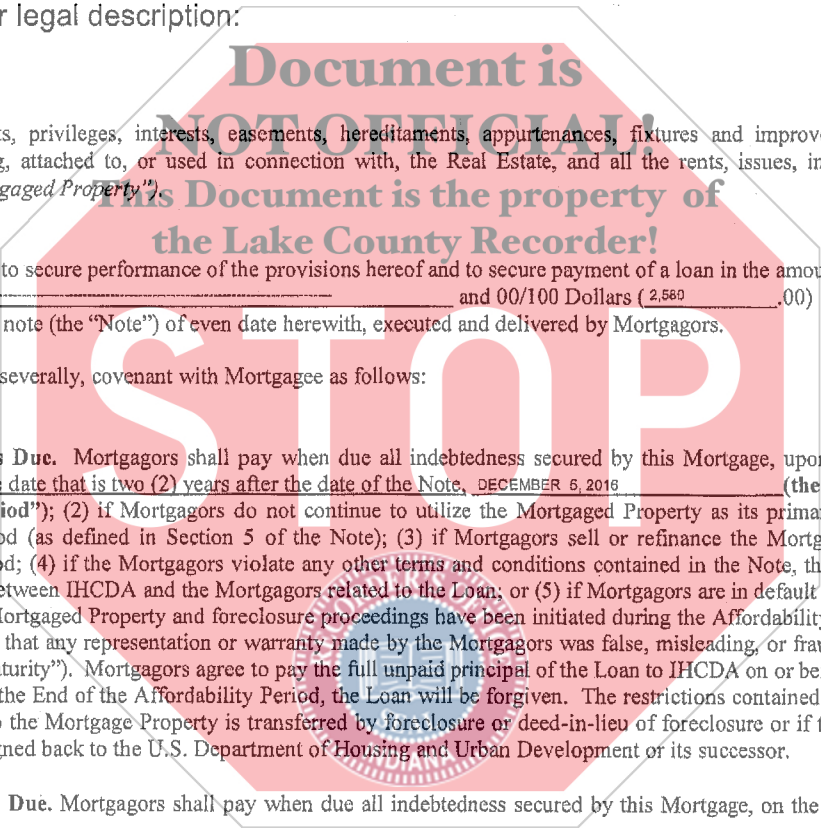 r legal description:
Document is
NOT OFFICIAL!
ts, privileges, interests, easements, hereditaments, appurtenances, fixtures and improve
g, attached to, or used in connection with, the Real Estate, and all the rents, issues, in
gaged Property").
This Document is the property of
the Lake County Recorder!
to secure performance of the provisions hereof and to secure payment of a loan in the amou
and 00/100 Dollars ( 2,580 .00)
note (the “Note”) of even date herewith, executed and delivered by Mortgagors.
STOP!
severally, covenant with Mortgagee as follows:
s Due. Mortgagors shall pay when due all indebtedness secured by this Mortgage, upon
e date that is two (2) years after the date of the Note, DECEMBER 5, 2016 (the
iod"); (2) if Mortgagors do not continue to utilize the Mortgaged Property as its prima
od (as defined in Section 5 of the Note); (3) if Mortgagors sell or refinance the Mortg
od; (4) if the Mortgagors violate any other terms and conditions contained in the Note, th
etween IHCDA and the Mortgagors related to the Loan; or (5) if Mortgagors are in default
Mortgaged Property and foreclosure proceedings have been initiated during the Affordability
that any representation or warranty made by the Mortgagors was false, misleading, or frau
aturity"). Mortgagors agree to pay the full unpaid principal of the Loan to IHCDA on or be
the End of the Affordability Period, the Loan will be forgiven. The restrictions contained
o the Mortgage Property is transferred by foreclosure or deed-in-lieu of foreclosure or if t
gned back to the U.S. Department of Housing and Urban Development or its successor.
RECORDER'S OFFICE
INDIANA
Due. Mortgagors shall pay when due all indebtedness secured by this Mortgage, on the